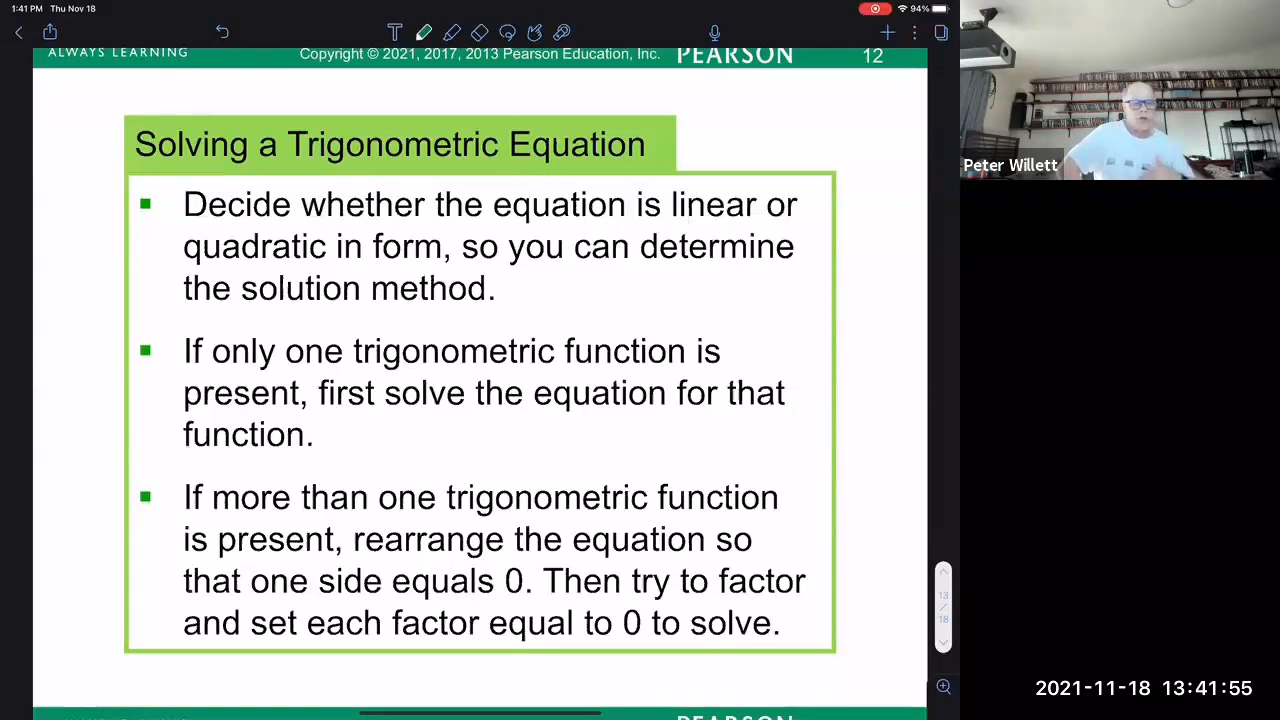 1:41 PM Thu Nov 18
94%
ALWAYS LEARNING
Copyright © 2021, 2017, 2013 Pearson Education, Inc.
PEARSON
12
Solving a Trigonometric Equation
Decide whether the equation is linear or
quadratic in form, so you can determine
the solution method.
If only one trigonometric function is
present, first solve the equation for that
function.
If more than one trigonometric function
is present, rearrange the equation so
that one side equals 0. Then try to factor
and set each factor equal to 0 to solve.
13
/
18
PEARSON
Peter Willett
2021-11-18 13:41:55